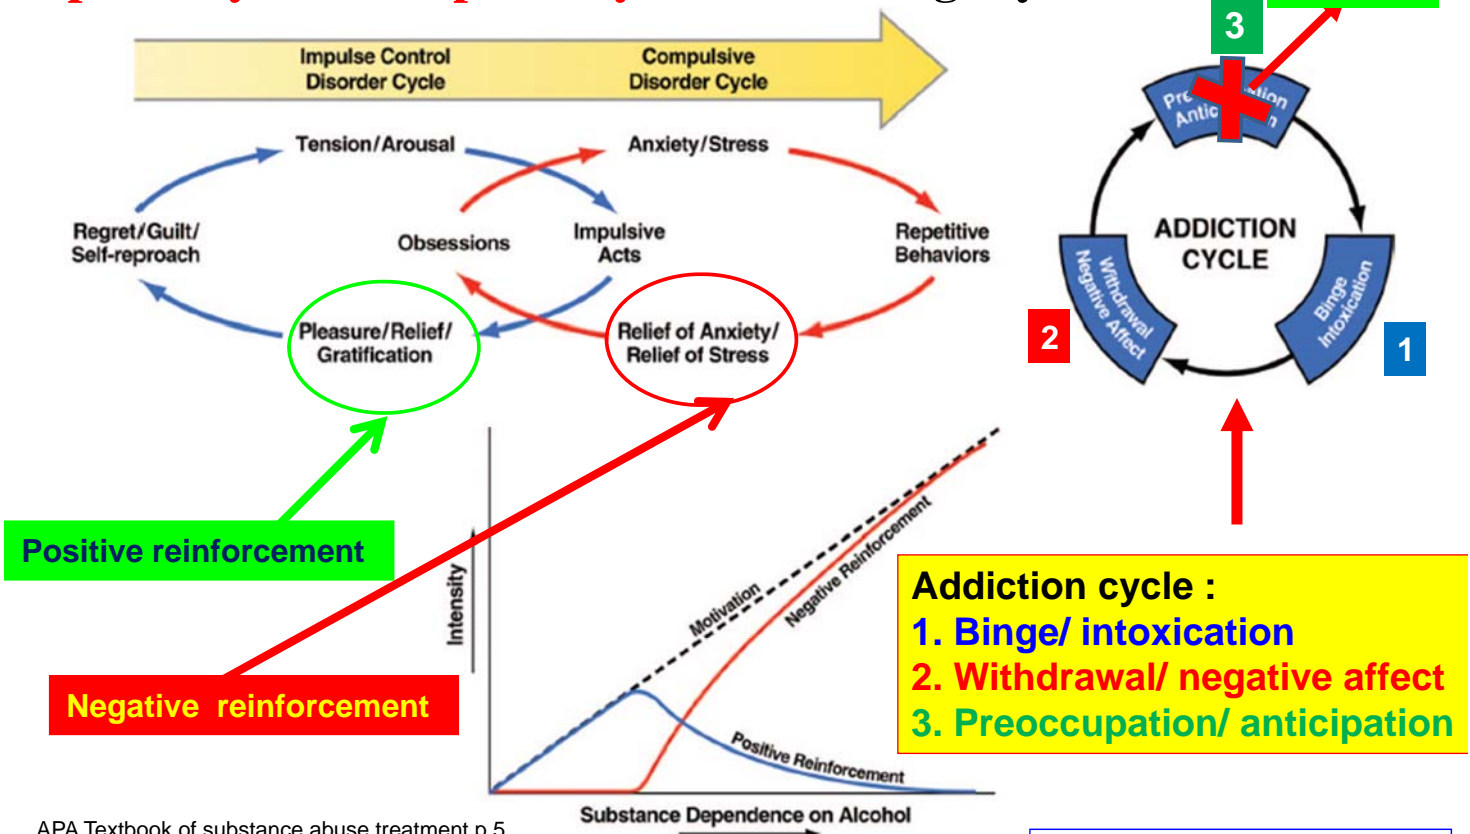 3
Impulse Control
Disorder Cycle
Compulsive
Disorder Cycle
Tension/Arousal
Anxiety/Stress
Regret/Guilt/
Self-reproach
Obsessions
Impulsive
Acts
Repetitive
Behaviors
Pleasure/Relief/
Gratification
Relief of Anxiety/
Relief of Stress
ADDICTION
CYCLE
Withdrawal
Negative Affect
Binge
Intoxication
2
1
Positive reinforcement
Negative reinforcement
Intensity
Motivation
Negative Reinforcement
Positive Reinforcement
Substance Dependence on Alcohol
Addiction cycle :
1. Binge/ intoxication
2. Withdrawal/ negative affect
3. Preoccupation/ anticipation
APA Textbook of substance abuse treatment p 5